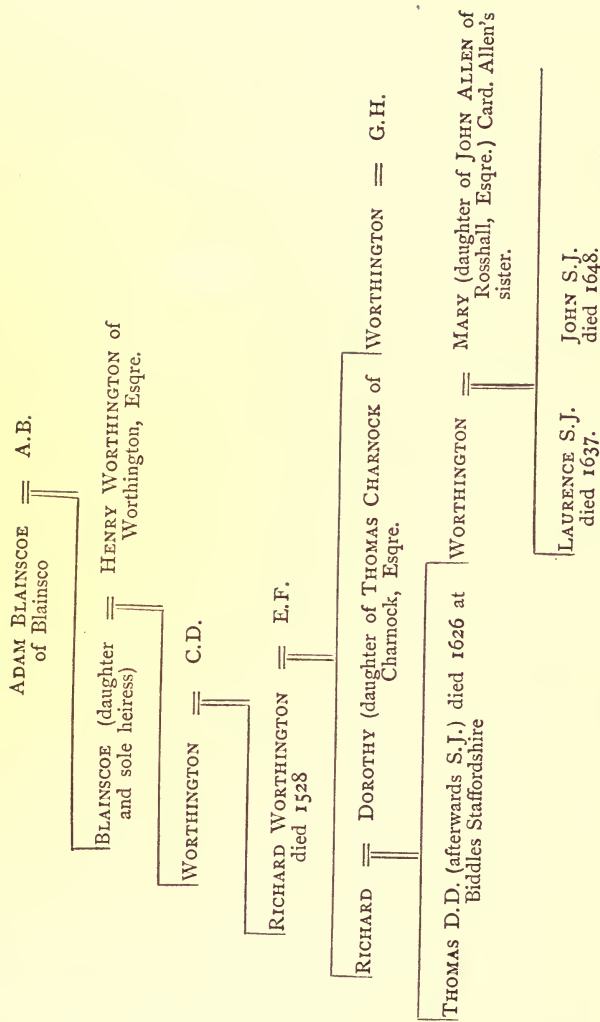 ADAM BLAINSCOE = A.B.
of Blainsco
BLAINSCOE (daughter = HENRY WORTHINGTON of
and sole heiress) Worthington, Esqre.
WORTHINGTON = C.D.
RICHARD WORTHINGTON = E.F.
died 1528
RICHARD = DOROTHY (daughter of THOMAS CHARNOCK of
Charnock, Esqre.
WORTHINGTON = G.H.
THOMAS D.D. (afterwards S.J.) died 1626 at
Biddles Staffordshire
WORTHINGTON = MARY (daughter of JOHN ALLEN of
Rosshall, Esqre.) Card. Allen's
sister.
LAURENCE S.J.
died 1637.
JOHN S.J.
died 1648.